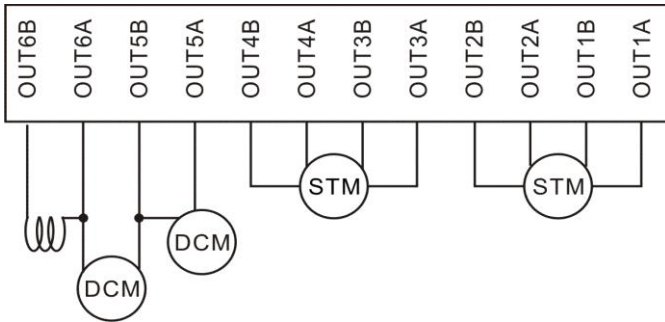 OUT6B
OUT6A
OUT5B
OUT5A
OUT4B
OUT4A
OUT3B
OUT3A
OUT2B
OUT2A
OUT1B
OUT1A
STM
STM
DCM
DCM